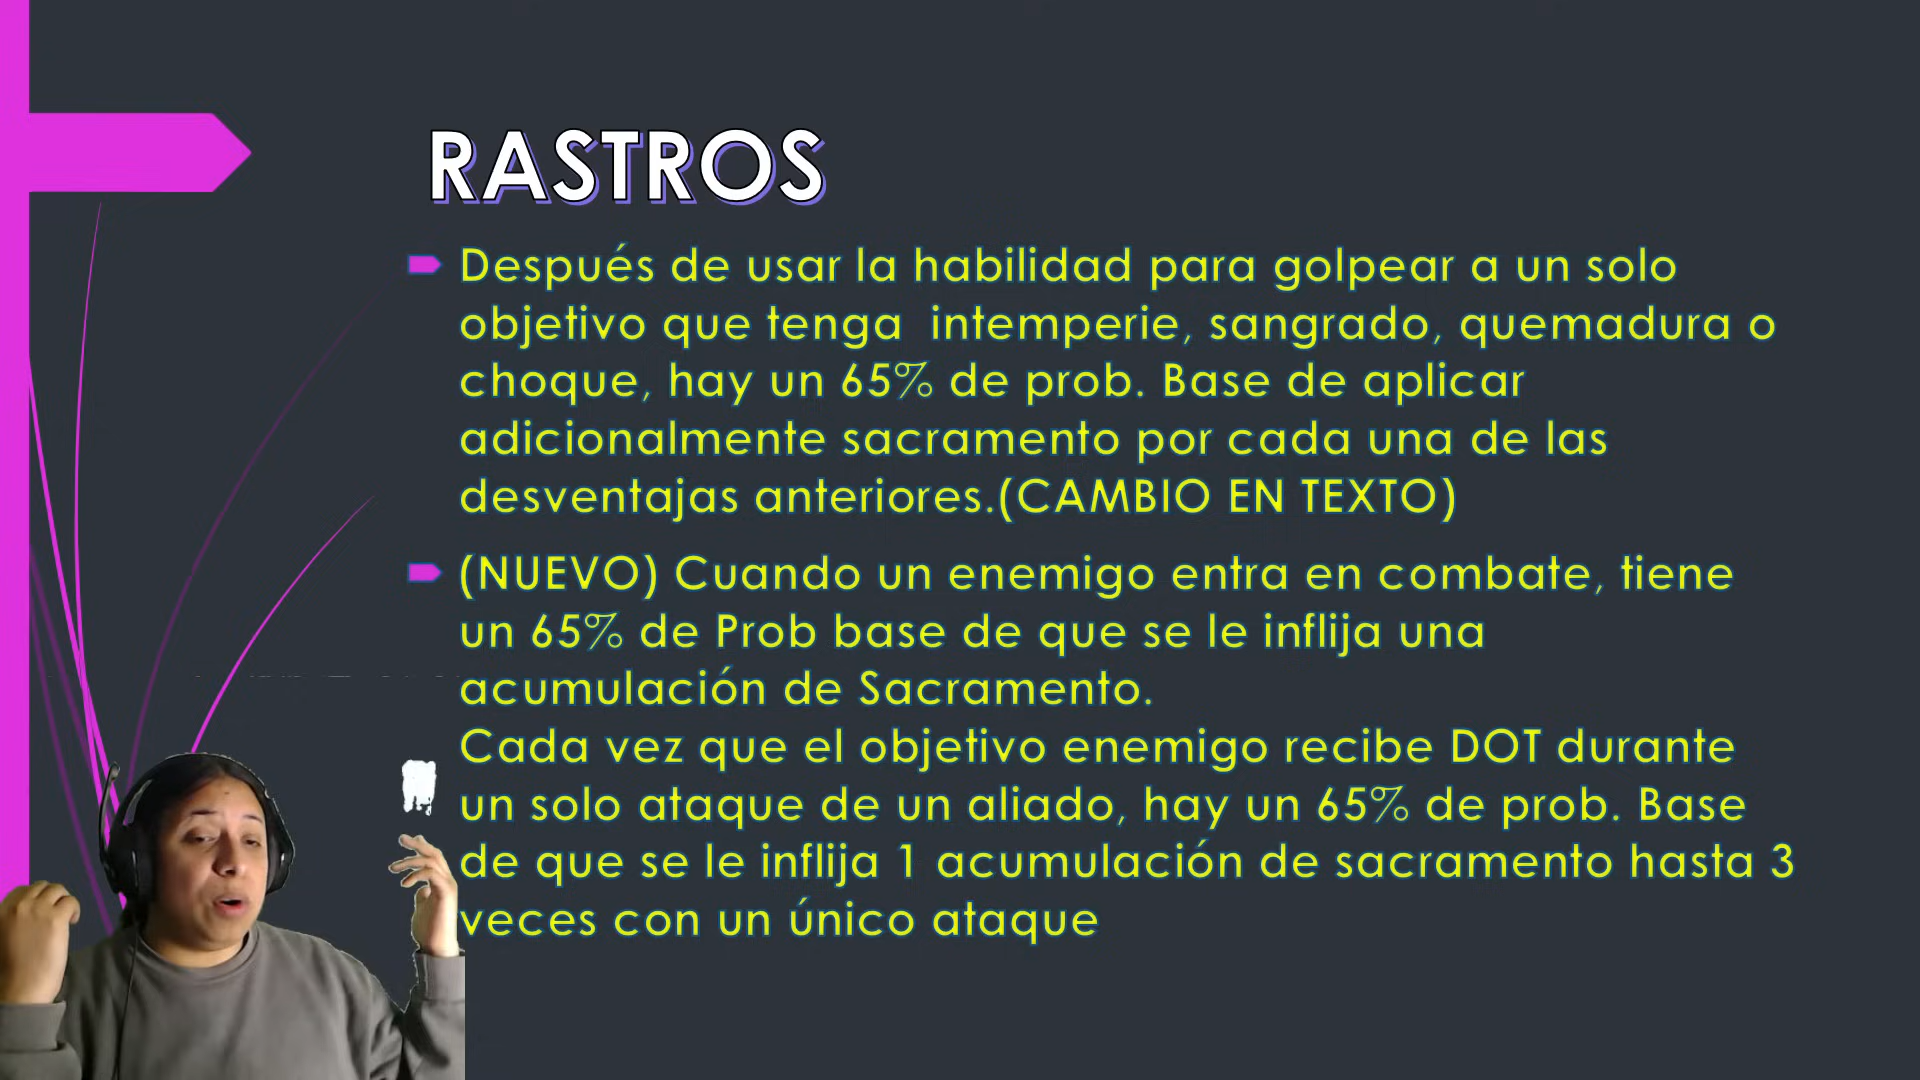 RASTROS
Después de usar la habilidad para golpear a un solo
objetivo que tenga  intemperie, sangrado, quemadura o
choque, hay un 65% de prob. Base de aplicar
adicionalmente sacramento por cada una de las
desventajas anteriores.(CAMBIO EN TEXTO)
(NUEVO) Cuando un enemigo entra en combate, tiene
un 65% de Prob base de que se le inflija una
acumulación de Sacramento.
Cada vez que el objetivo enemigo recibe DOT durante
un solo ataque de un aliado, hay un 65% de prob. Base
de que se le inflija 1 acumulación de sacramento hasta 3
veces con un único ataque